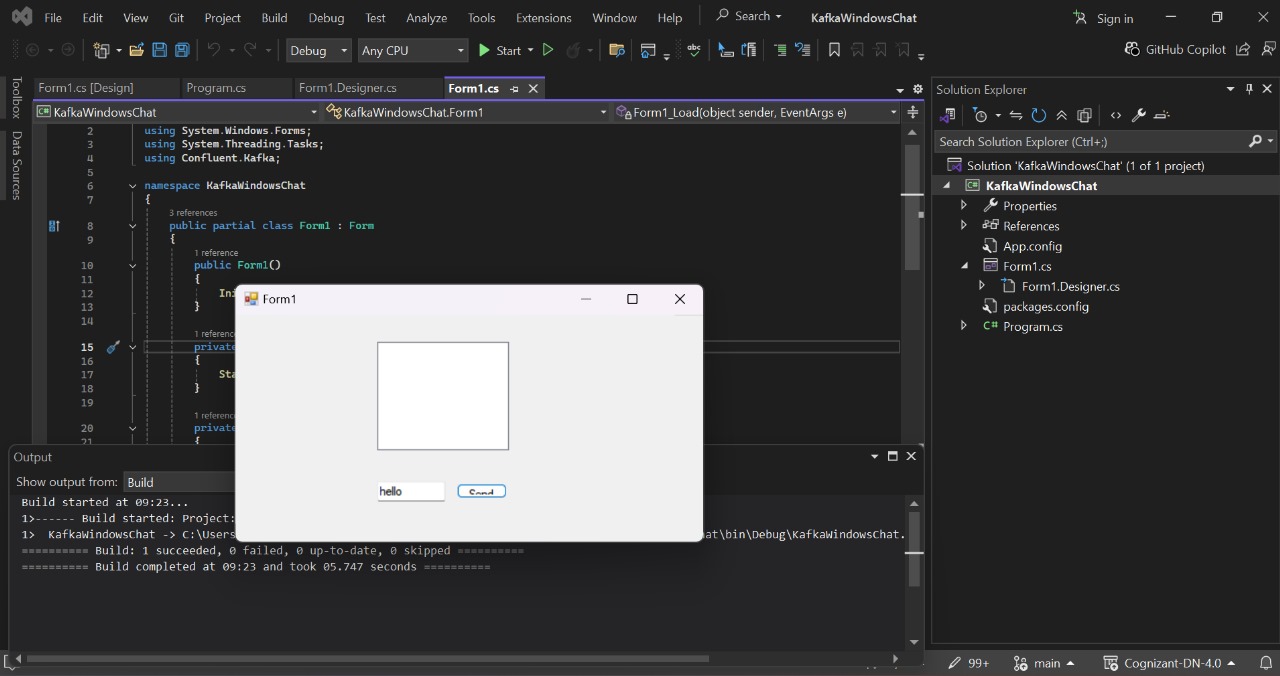 File Edit View Git Project Build Debug Test Analyze Tools Extensions Window Help Search KafkaWindowsChat Sign in
Debug Any CPU Start GitHub Copilot
Toolbox
Data Sources
Form1.cs [Design] Program.cs Form1.Designer.cs Form1.cs
KafkaWindowsChat KafkaWindowsChat.Form1 Form1_Load(object sender, EventArgs e)
2 using System.Windows.Forms;
3 using System.Threading.Tasks;
4 using Confluent.Kafka;
5
6 namespace KafkaWindowsChat
7 {
3 references
8 public partial class Form1 : Form
9 {
1 reference
10 public Form1()
11 {
12 Ini
13 }
14
1 referenc
15 private
16 {
17 Sta
18 }
19
1 referenc
20 private
21 {
Form1
hello Send
Output
Show output from: Build
Build started at 09:23...
1>------ Build started: Project:
1> KafkaWindowsChat -> C:\Users at\bin\Debug\KafkaWindowsChat.
========== Build: 1 succeeded, 0 failed, 0 up-to-date, 0 skipped ==========
========== Build completed at 09:23 and took 05.747 seconds ==========
Solution Explorer
Search Solution Explorer (Ctrl+;)
Solution 'KafkaWindowsChat' (1 of 1 project)
C# KafkaWindowsChat
Properties
References
App.config
Form1.cs
Form1.Designer.cs
packages.config
C# Program.cs
99+ main Cognizant-DN-4.0